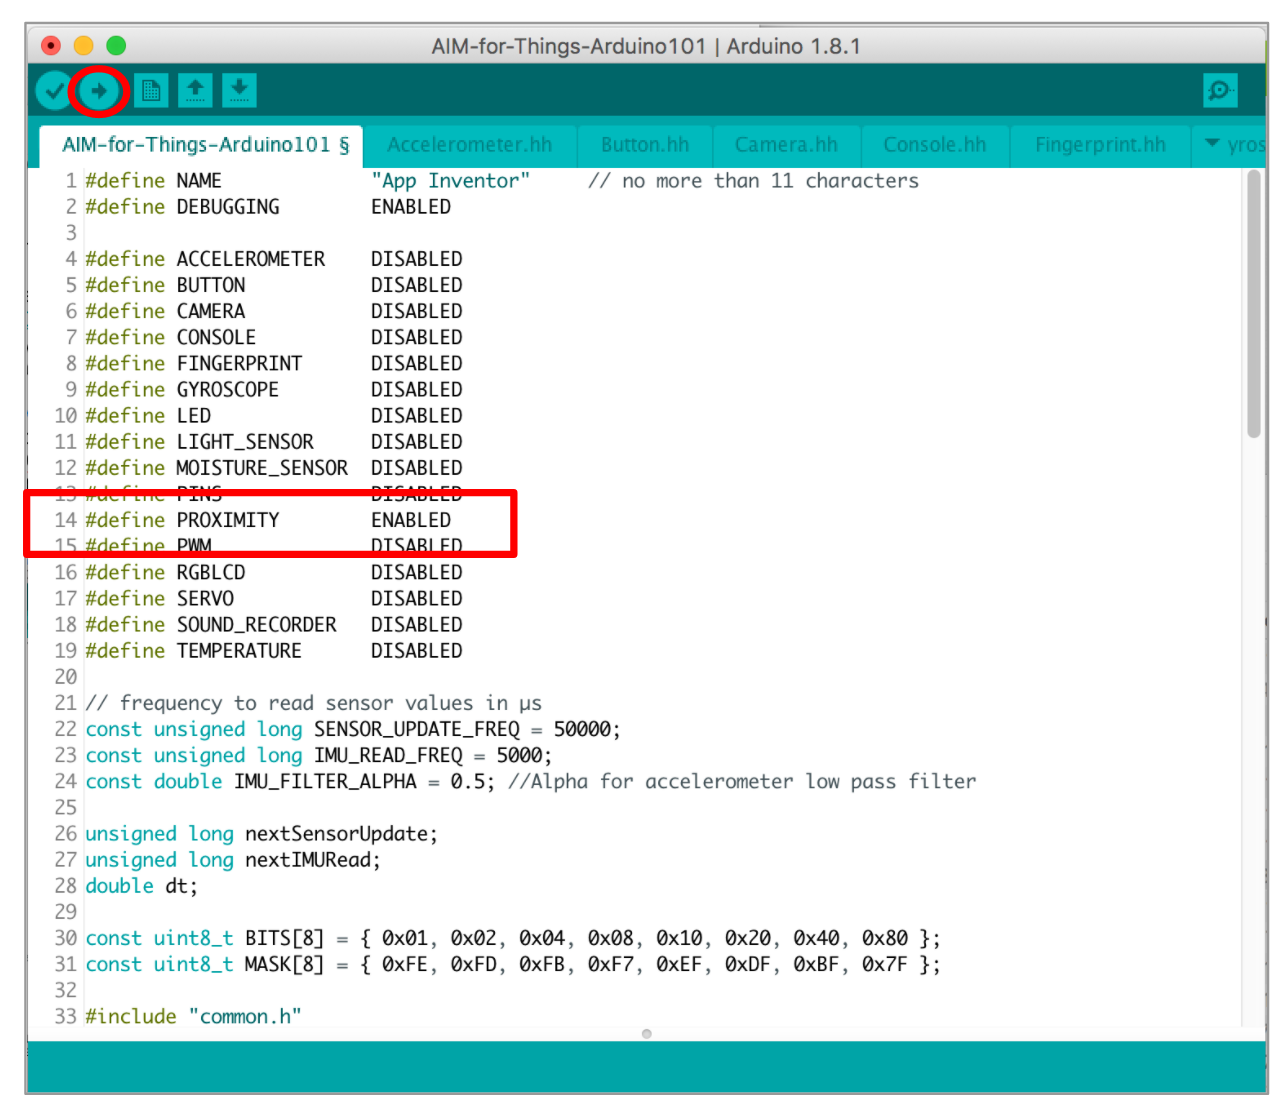 AIM-for-Things-Arduino101 | Arduino 1.8.1
AIM-for-Things-Arduino101 § Accelerometer.hh Button.hh Camera.hh Console.hh Fingerprint.hh yros
1 #define NAME "App Inventor" // no more than 11 characters
2 #define DEBUGGING ENABLED
3
4 #define ACCELEROMETER DISABLED
5 #define BUTTON DISABLED
6 #define CAMERA DISABLED
7 #define CONSOLE DISABLED
8 #define FINGERPRINT DISABLED
9 #define GYROSCOPE DISABLED
10 #define LED DISABLED
11 #define LIGHT_SENSOR DISABLED
12 #define MOISTURE_SENSOR DISABLED
13 #define PINS DISABLED
14 #define PROXIMITY ENABLED
15 #define PWM DISABLED
16 #define RGBLCD DISABLED
17 #define SERVO DISABLED
18 #define SOUND_RECORDER DISABLED
19 #define TEMPERATURE DISABLED
20
21 // frequency to read sensor values in µs
22 const unsigned long SENSOR_UPDATE_FREQ = 50000;
23 const unsigned long IMU_READ_FREQ = 5000;
24 const double IMU_FILTER_ALPHA = 0.5; //Alpha for accelerometer low pass filter
25
26 unsigned long nextSensorUpdate;
27 unsigned long nextIMURead;
28 double dt;
29
30 const uint8_t BITS[8] = { 0x01, 0x02, 0x04, 0x08, 0x10, 0x20, 0x40, 0x80 };
31 const uint8_t MASK[8] = { 0xFE, 0xFD, 0xFB, 0xF7, 0xEF, 0xDF, 0xBF, 0x7F };
32
33 #include "common.h"